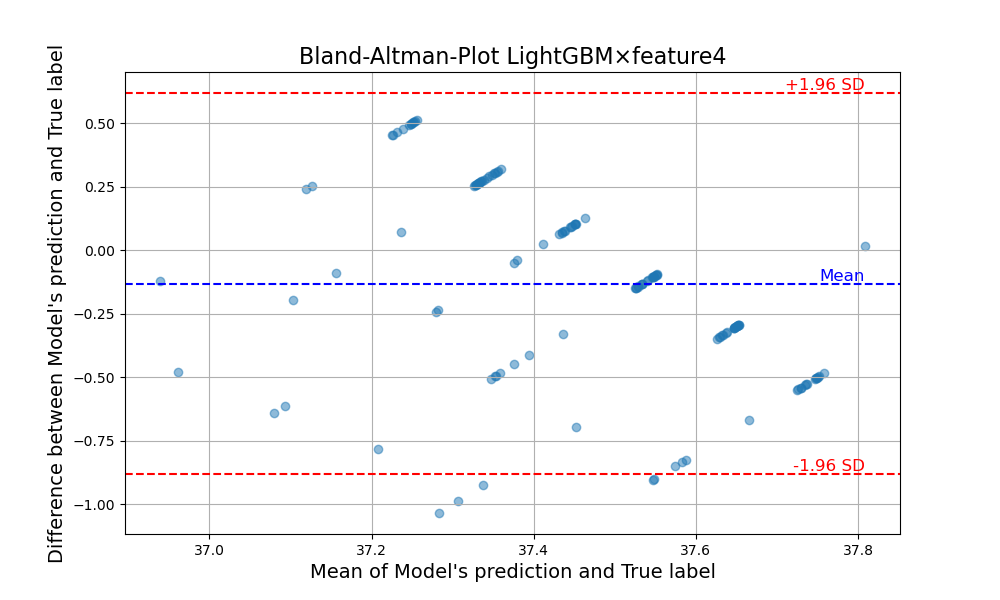 Bland-Altman-Plot LightGBM×feature4
Difference between Model's prediction and True label
0.50
0.25
0.00
−0.25
−0.50
−0.75
−1.00
+1.96 SD
Mean
-1.96 SD
37.0
37.2
37.4
37.6
37.8
Mean of Model's prediction and True label